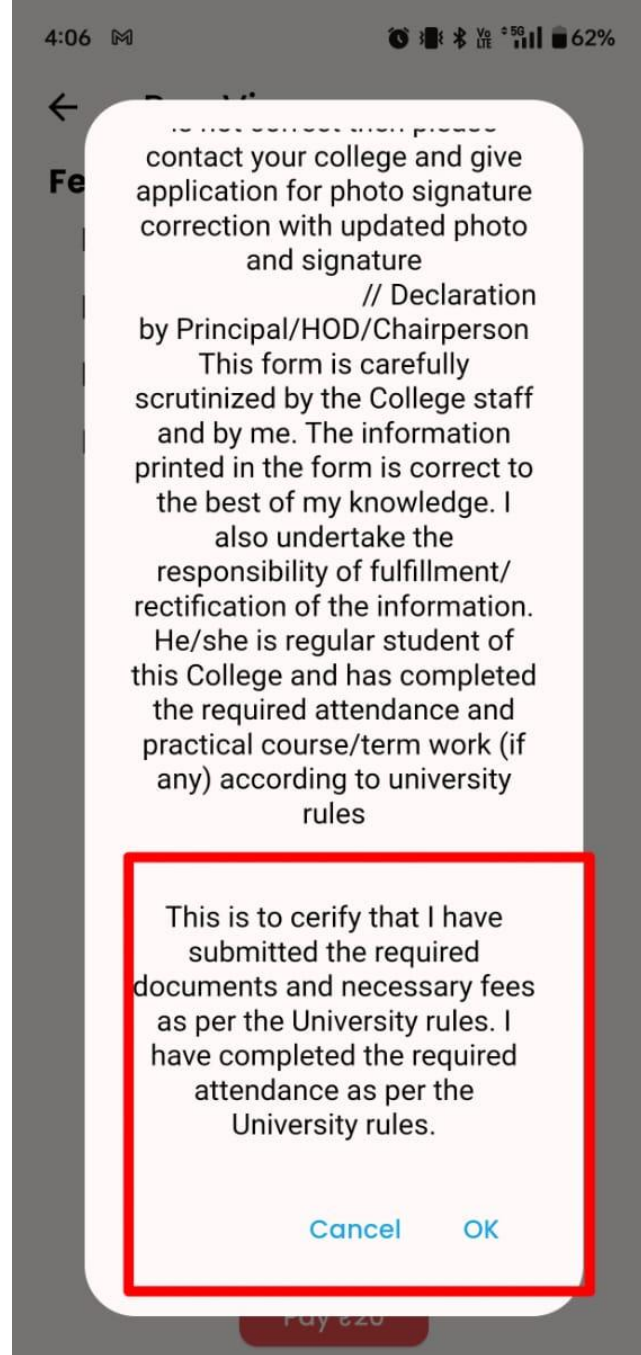 4:06
Vo LTE 5G 62%
Fe
contact your college and give
application for photo signature
correction with updated photo
and signature
// Declaration
by Principal/HOD/Chairperson
This form is carefully
scrutinized by the College staff
and by me. The information
printed in the form is correct to
the best of my knowledge. I
also undertake the
responsibility of fulfillment/
rectification of the information.
He/she is regular student of
this College and has completed
the required attendance and
practical course/term work (if
any) according to university
rules
This is to cerify that I have
submitted the required
documents and necessary fees
as per the University rules. I
have completed the required
attendance as per the
University rules.
Cancel OK